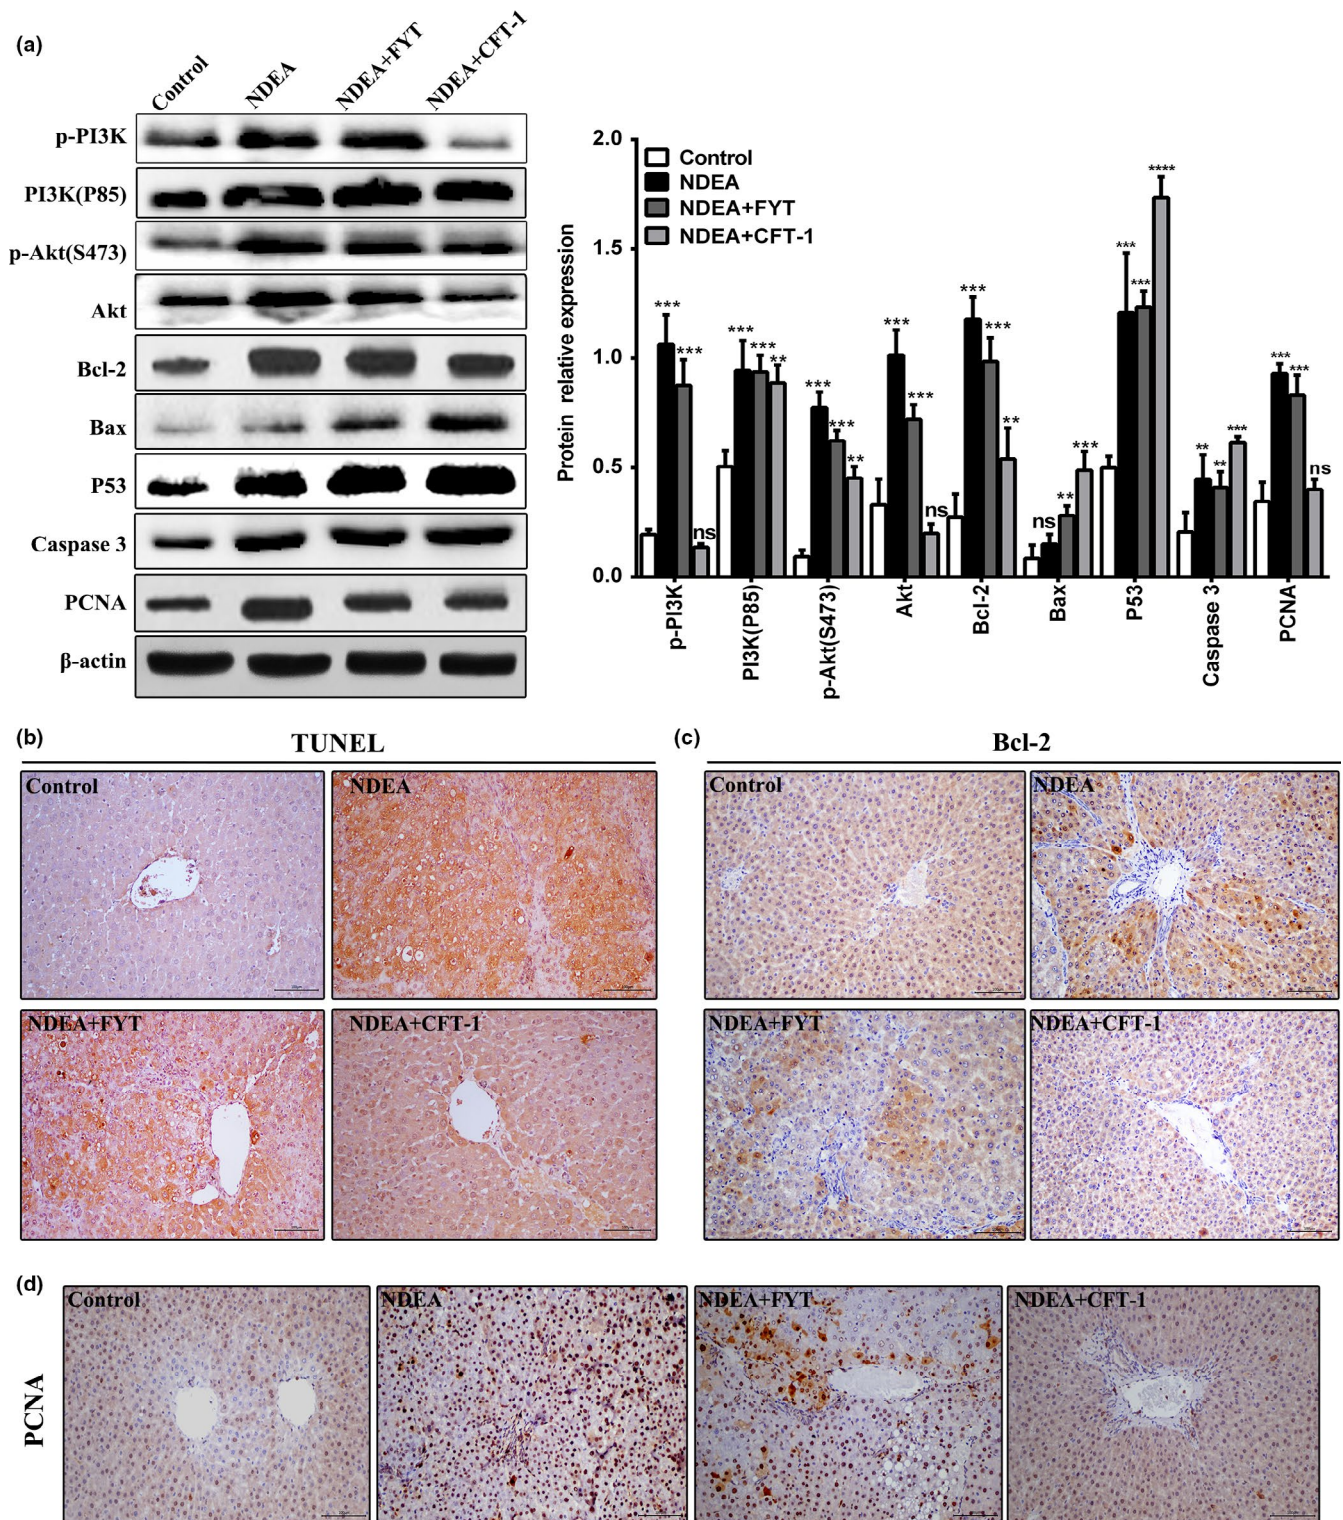 (a)
Control NDEA NDEA+FYT NDEA+CFT-1
p-PI3K
PI3K(P85)
p-Akt(S473)
Akt
Bcl-2
Bax
P53
Caspase 3
PCNA
β-actin
Protein relative expression
2.0
1.5
1.0
0.5
0.0
Control
NDEA
NDEA+FYT
NDEA+CFT-1
*** *** ns
*** *** **
*** *** **
*** *** ns
*** *** **
ns ** ***
*** *** ****
** ** ***
*** *** ns
p-PI3K PI3K(P85) p-Akt(S473) Akt Bcl-2 Bax P53 Caspase 3 PCNA
(b)
TUNEL
Control NDEA
NDEA+FYT NDEA+CFT-1
(c)
Bcl-2
Control NDEA
NDEA+FYT NDEA+CFT-1
(d)
PCNA
Control NDEA NDEA+FYT NDEA+CFT-1